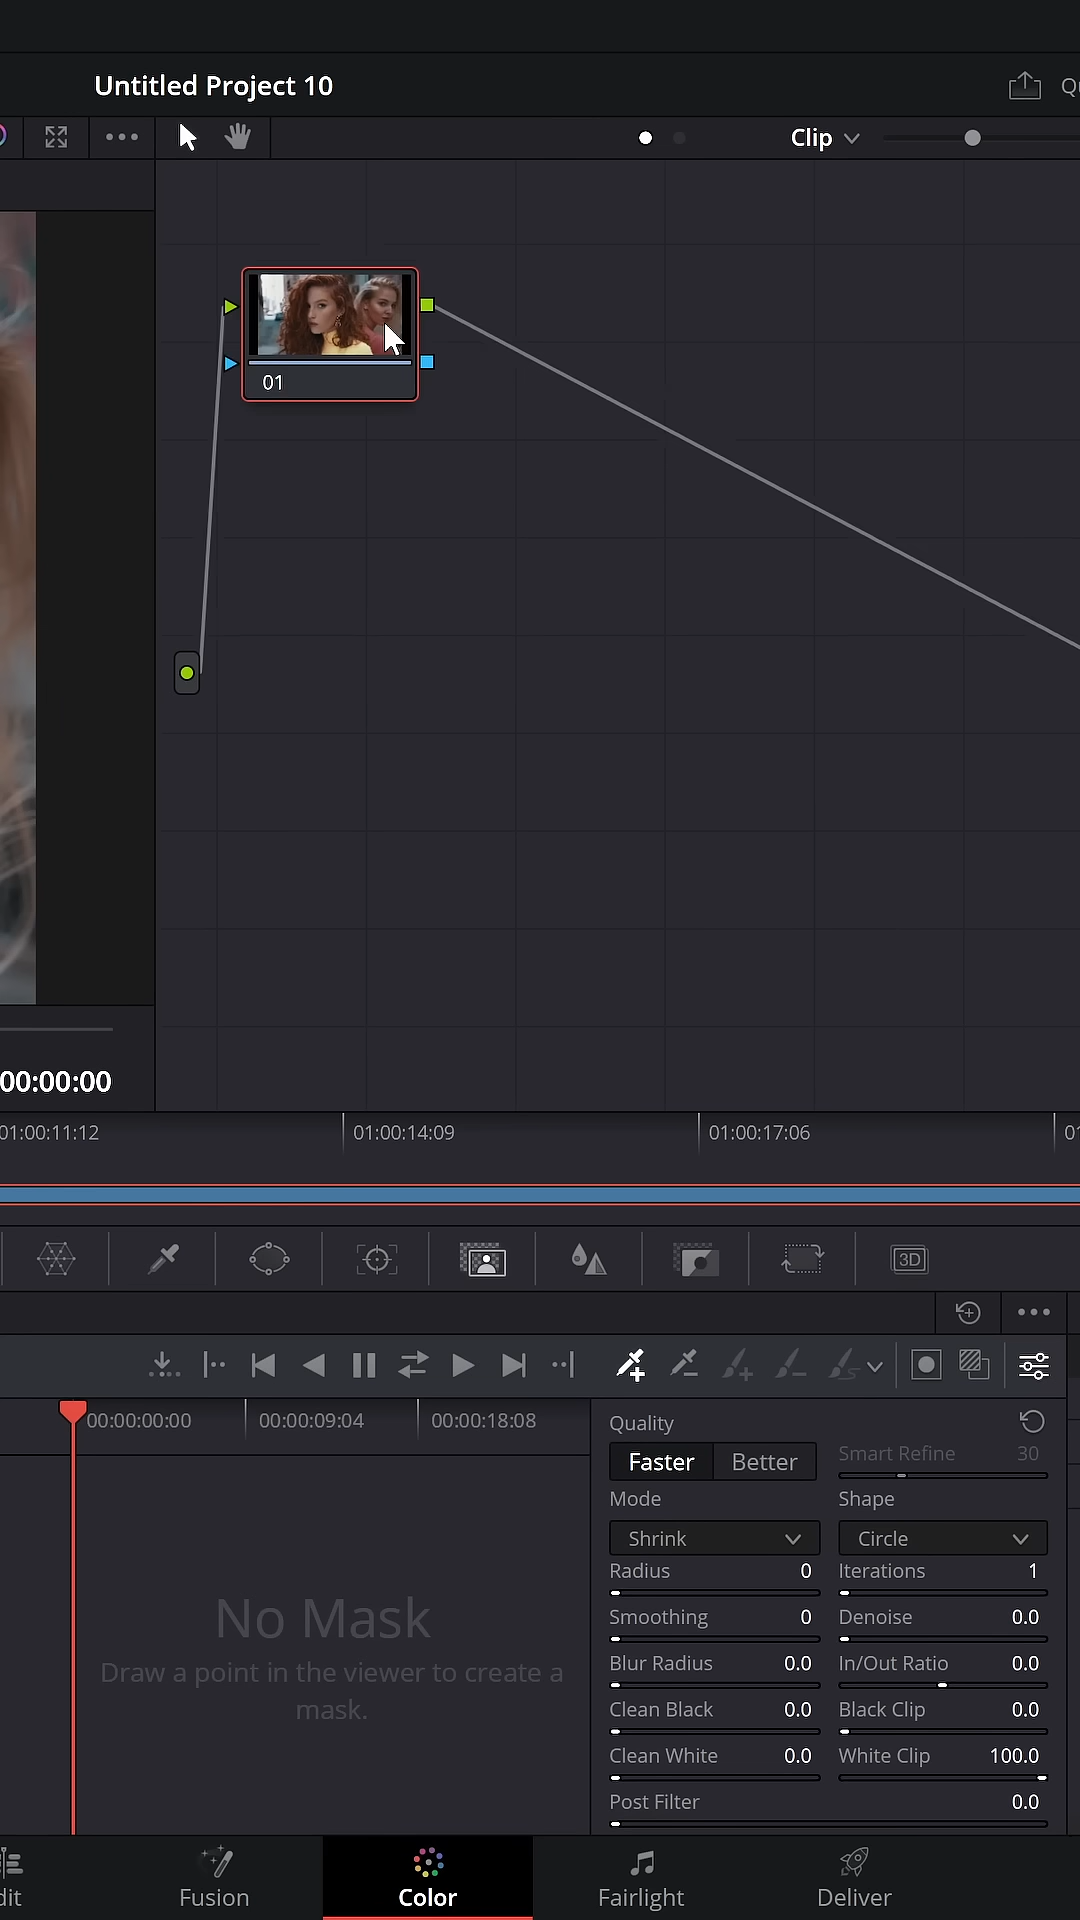 Untitled Project 10
Clip
01
00:00:00
01:00:11:12
01:00:14:09
01:00:17:06
3D
00:00:00:00
00:00:09:04
00:00:18:08
Quality
Faster
Better
Smart Refine
30
Mode
Shape
Shrink
Circle
Radius
0
Iterations
1
Smoothing
0
Denoise
0.0
Blur Radius
0.0
In/Out Ratio
0.0
Clean Black
0.0
Black Clip
0.0
Clean White
0.0
White Clip
100.0
Post Filter
0.0
No Mask
Draw a point in the viewer to create a
mask.
dit
Fusion
Color
Fairlight
Deliver